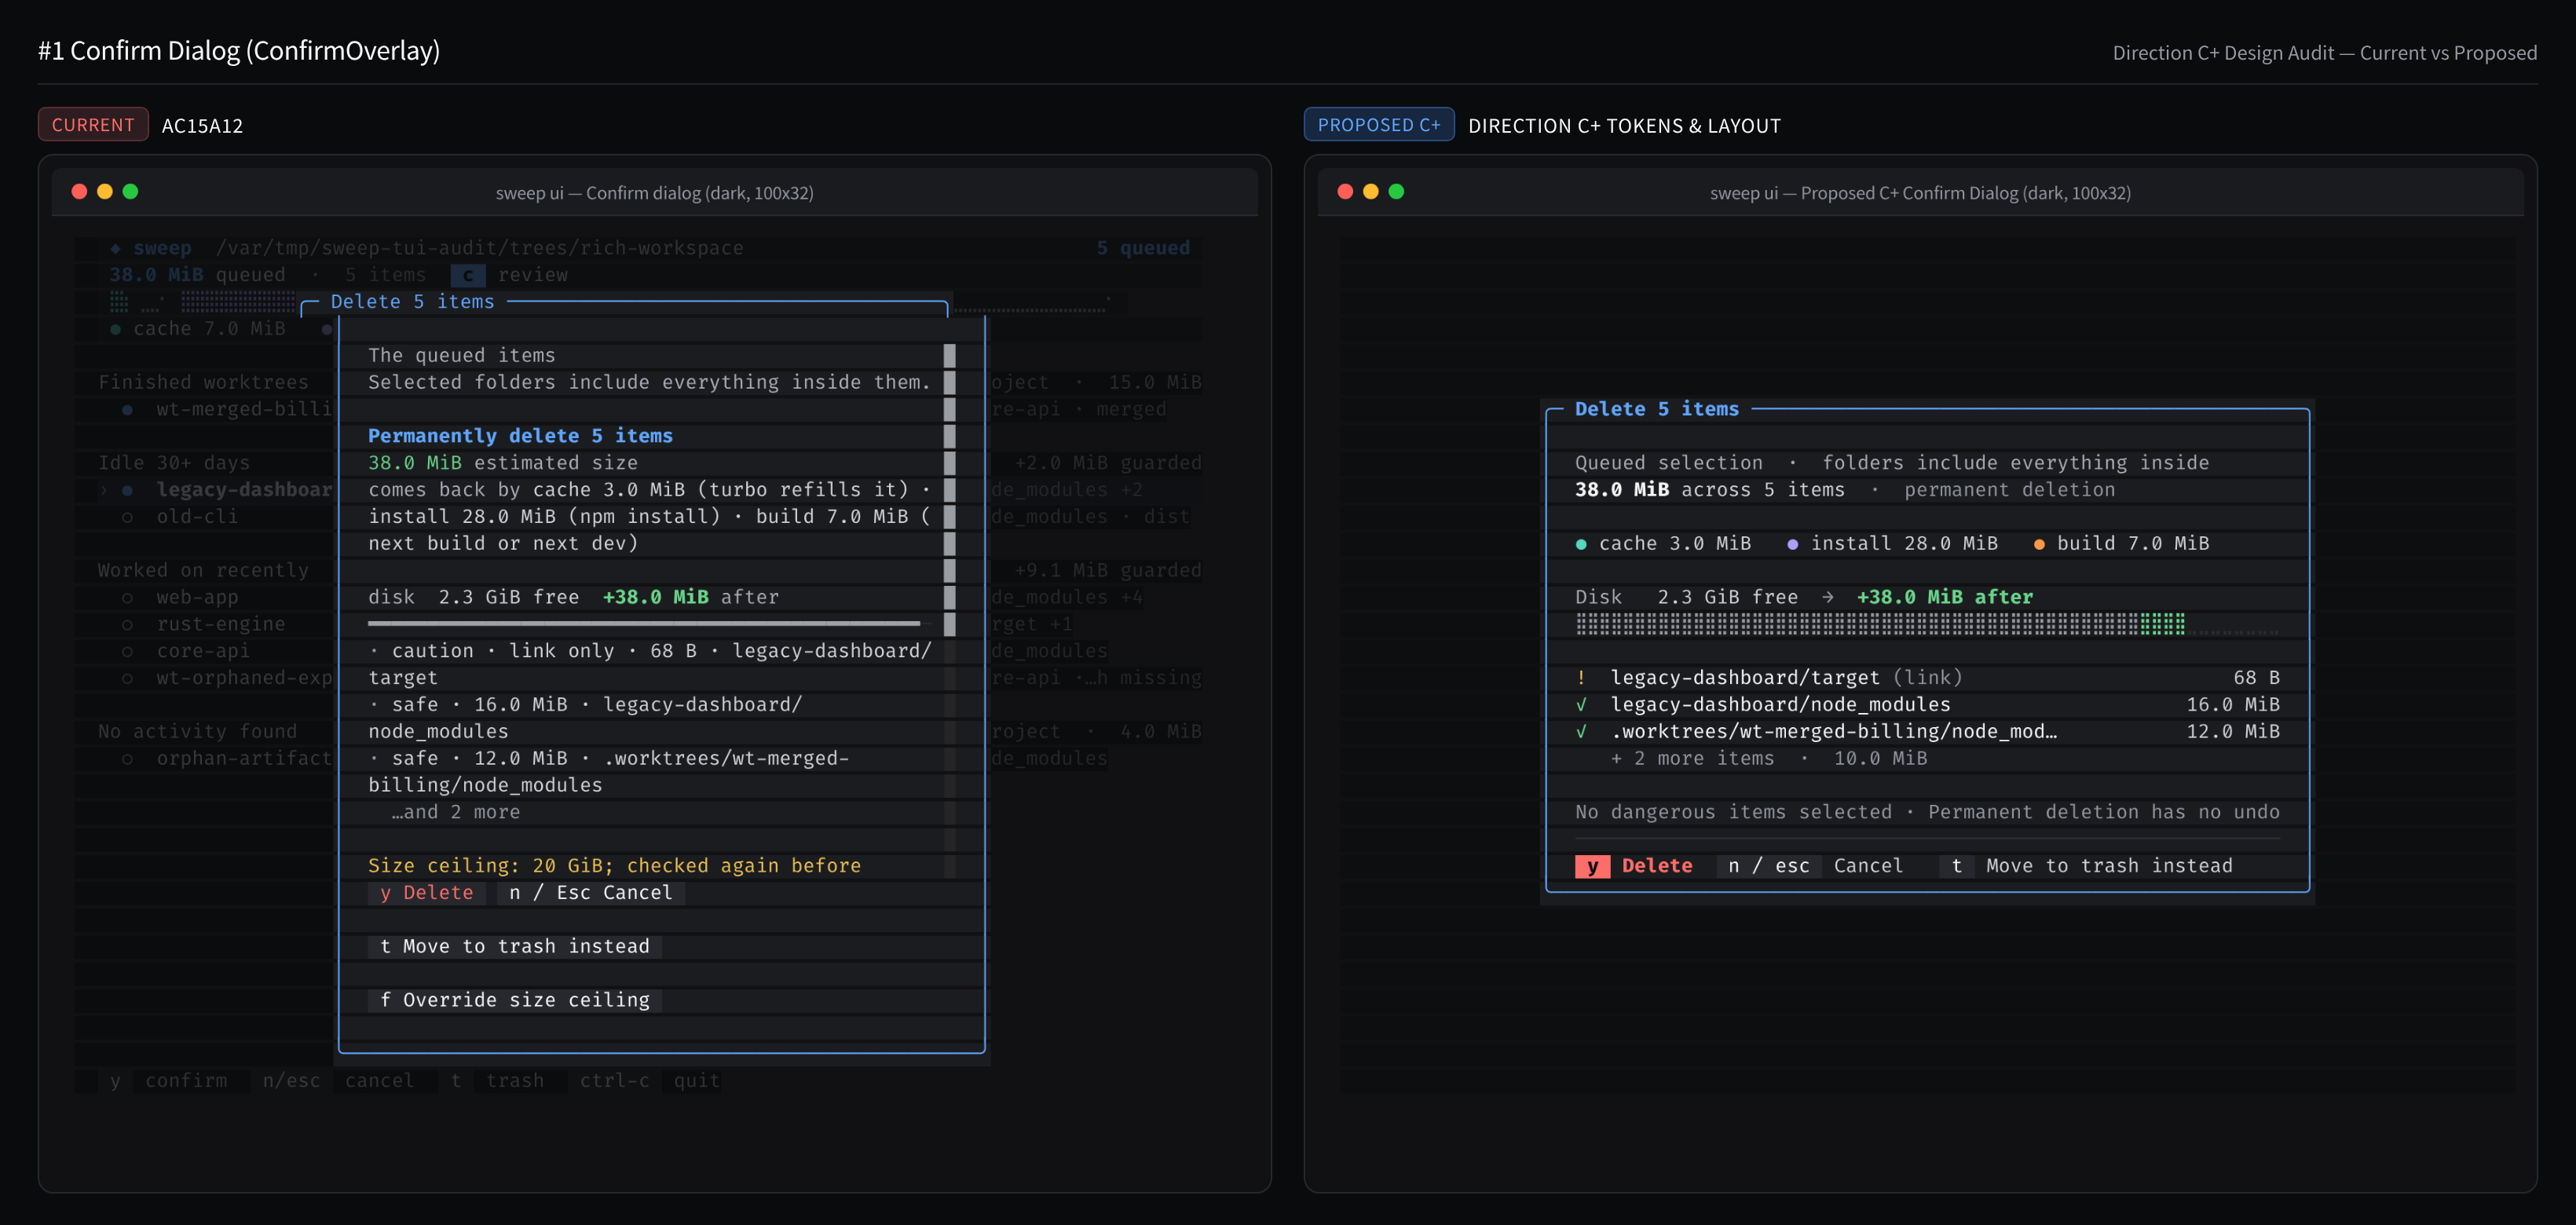 #1 Confirm Dialog (ConfirmOverlay)
Direction C+ Design Audit — Current vs Proposed
CURRENT AC15A12
sweep ui — Confirm dialog (dark, 100x32)
◆ sweep /var/tmp/sweep-tui-audit/trees/rich-workspace 5 queued
38.0 MiB queued · 5 items c review
Delete 5 items
● cache 7.0 MiB ●
The queued items
Finished worktrees Selected folders include everything inside them. oject · 15.0 MiB
● wt-merged-billi re-api · merged
Permanently delete 5 items
Idle 30+ days 38.0 MiB estimated size +2.0 MiB guarded
› ● legacy-dashboar comes back by cache 3.0 MiB (turbo refills it) · de_modules +2
○ old-cli install 28.0 MiB (npm install) · build 7.0 MiB ( de_modules · dist
next build or next dev)
Worked on recently +9.1 MiB guarded
○ web-app disk 2.3 GiB free +38.0 MiB after de_modules +4
○ rust-engine rget +1
○ core-api · caution · link only · 68 B · legacy-dashboard/ de_modules
○ wt-orphaned-exp target re-api ·…h missing
· safe · 16.0 MiB · legacy-dashboard/
No activity found node_modules roject · 4.0 MiB
○ orphan-artifact · safe · 12.0 MiB · .worktrees/wt-merged- de_modules
billing/node_modules
…and 2 more
Size ceiling: 20 GiB; checked again before
y Delete n / Esc Cancel
t Move to trash instead
f Override size ceiling
y confirm n/esc cancel t trash ctrl-c quit
PROPOSED C+ DIRECTION C+ TOKENS & LAYOUT
sweep ui — Proposed C+ Confirm Dialog (dark, 100x32)
Delete 5 items
Queued selection · folders include everything inside
38.0 MiB across 5 items · permanent deletion
● cache 3.0 MiB ● install 28.0 MiB ● build 7.0 MiB
Disk 2.3 GiB free → +38.0 MiB after
! legacy-dashboard/target (link) 68 B
√ legacy-dashboard/node_modules 16.0 MiB
√ .worktrees/wt-merged-billing/node_mod… 12.0 MiB
+ 2 more items · 10.0 MiB
No dangerous items selected · Permanent deletion has no undo
y Delete n / esc Cancel t Move to trash instead